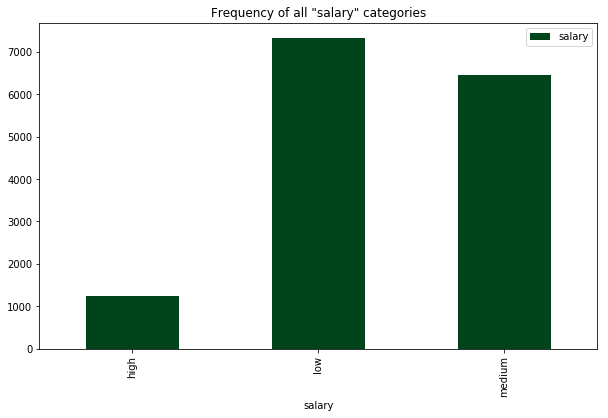 Frequency of all "salary" categories
salary
7000
6000
5000
4000
3000
2000
1000
0
high
low
medium
salary